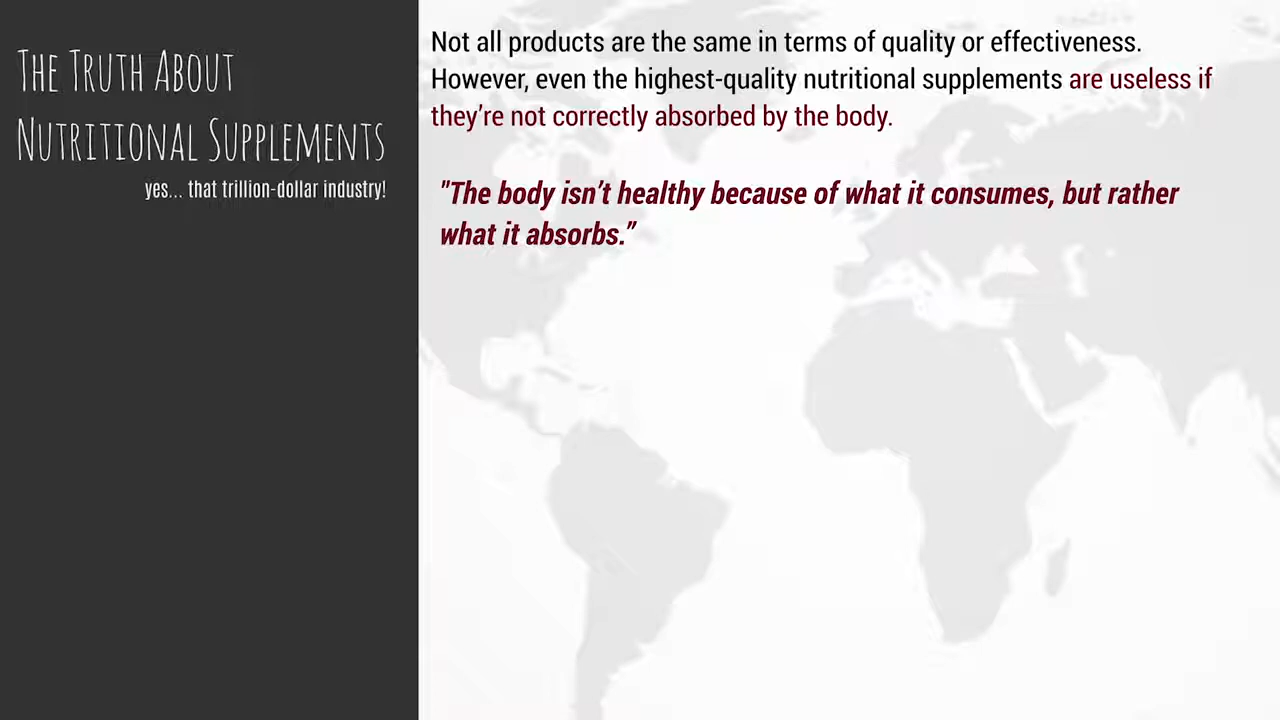 The Truth About
Nutritional Supplements
yes... that trillion-dollar industry!
Not all products are the same in terms of quality or effectiveness.
However, even the highest-quality nutritional supplements are useless if
they’re not correctly absorbed by the body.
"The body isn’t healthy because of what it consumes, but rather
what it absorbs.”